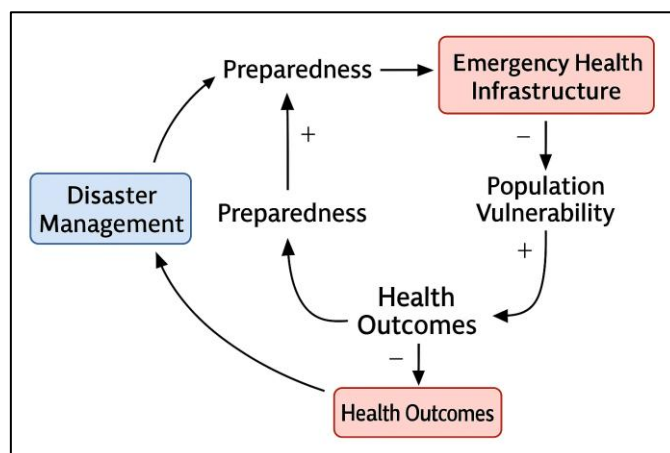 Preparedness
Emergency Health
Infrastructure
+
−
Disaster
Management
Preparedness
Population
Vulnerability
+
Health
Outcomes
−
Health Outcomes